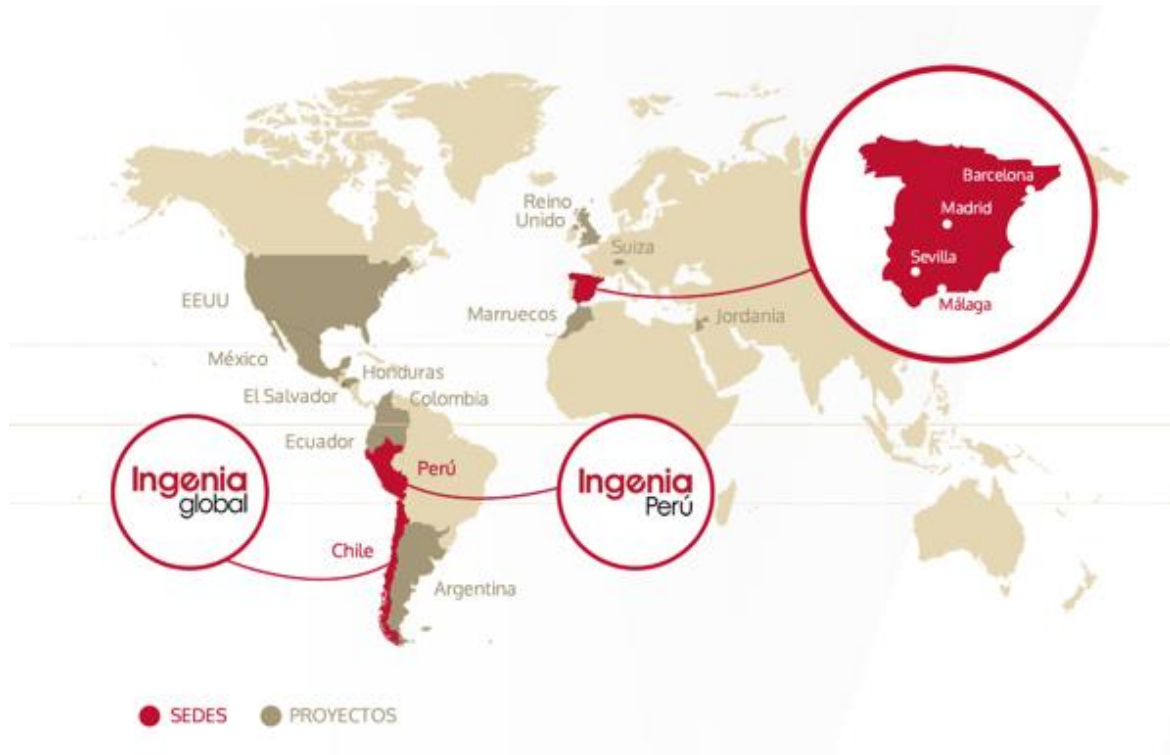 Barcelona
Madrid
Sevilla
Málaga
Reino
Unido
Suiza
EEUU
Marruecos
Jordania
México
Honduras
El Salvador
Colombia
Ecuador
Perú
Ingenia
global
Ingenia
Perú
Chile
Argentina
SEDES
PROYECTOS